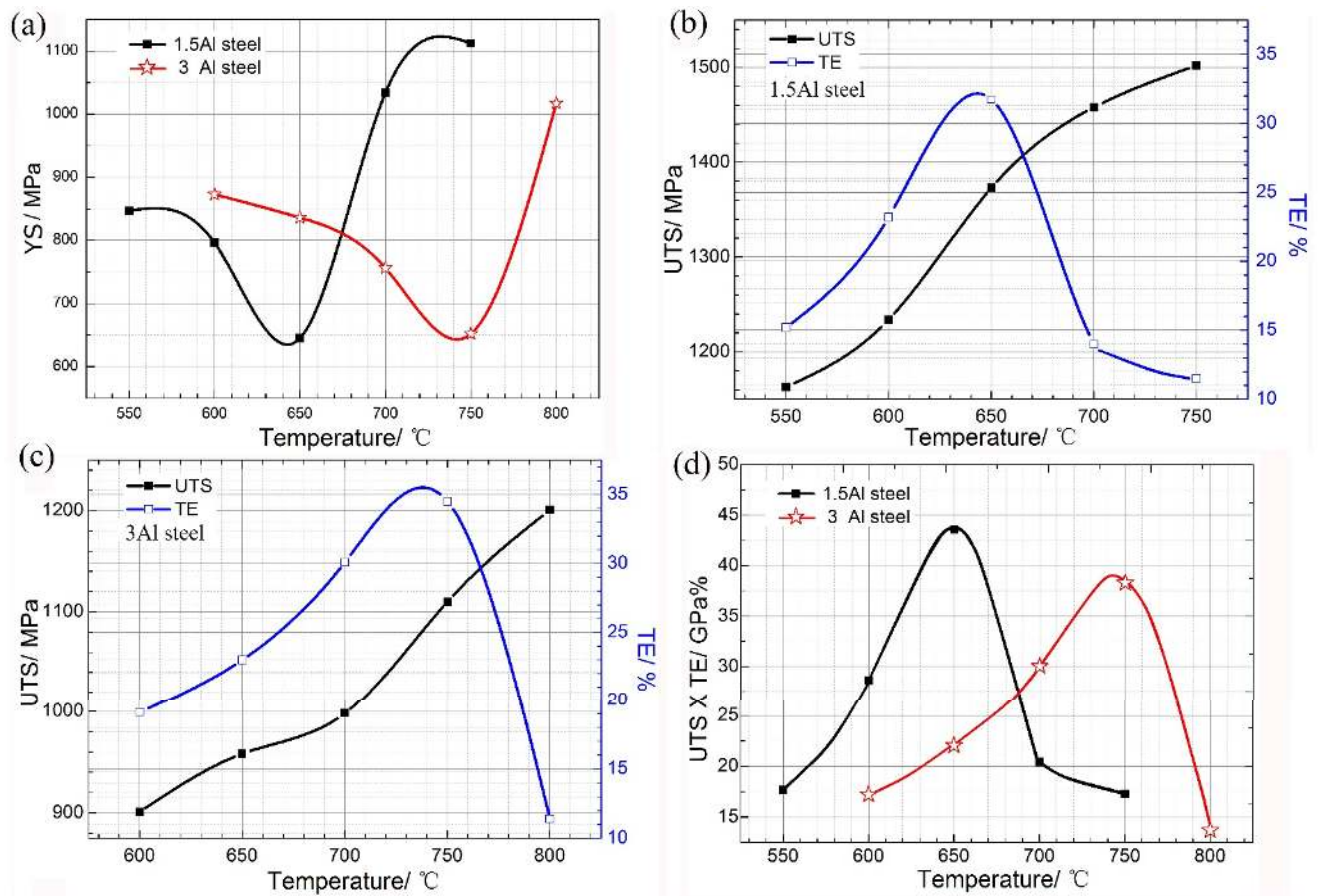 (a)
1.5Al steel
3 Al steel
1100
1000
900
800
700
600
YS/ MPa
550 600 650 700 750 800
Temperature/ ℃
(b)
UTS
TE
1.5Al steel
1500
1400
1300
1200
UTS/ MPa
35
30
25
20
15
10
TE/ %
550 600 650 700 750
Temperature/ ℃
(c)
UTS
TE
3Al steel
1200
1100
1000
900
UTS/ MPa
35
30
25
20
15
10
TE/ %
600 650 700 750 800
Temperature/ ℃
(d)
1.5Al steel
3 Al steel
50
45
40
35
30
25
20
15
UTS X TE/ GPa%
550 600 650 700 750 800
Temperature/ ℃